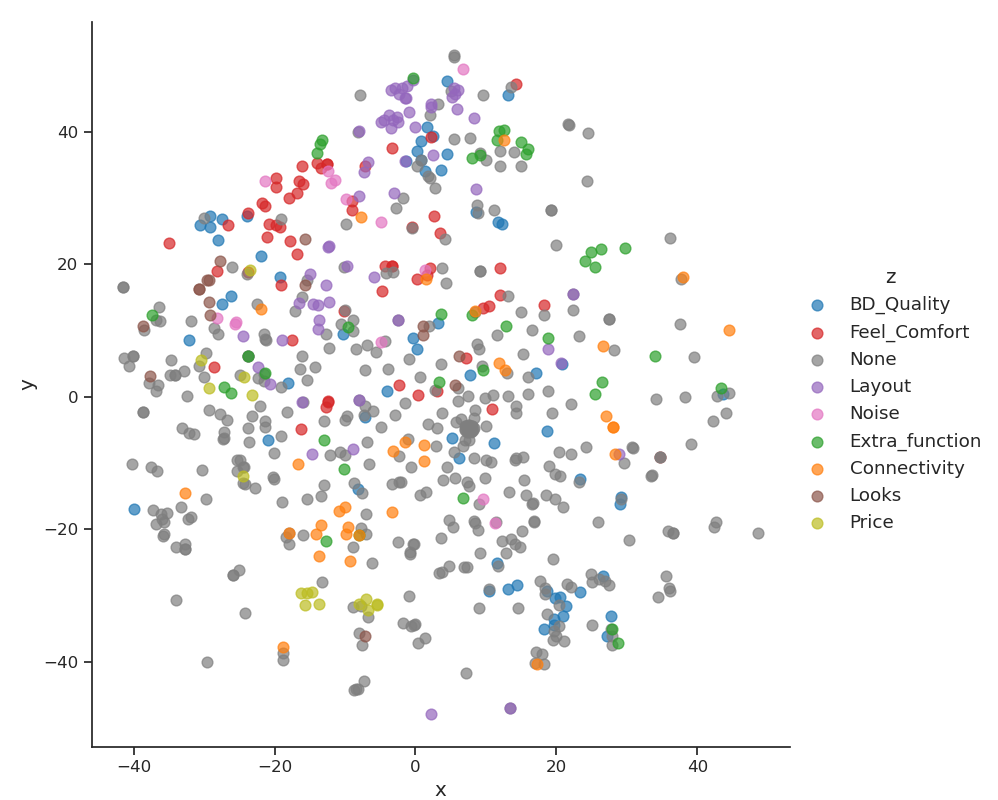 40
20
0
−20
−40
y
−40
−20
0
20
40
x
z
BD_Quality
Feel_Comfort
None
Layout
Noise
Extra_function
Connectivity
Looks
Price